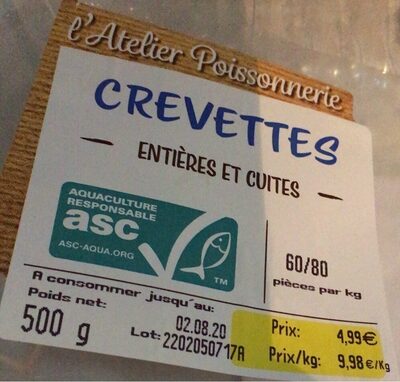 l'Atelier Poissonnerie
CREVETTES
ENTIÈRES ET CUITES
AQUACULTURE
RESPONSABLE
asc
ASC-AQUA.ORG
TM
60/80
pièces par kg
A consommer jusqu'au:
Poids net:
02.08.20
500 g
Lot: 2202050717A
Prix: 4,99€
Prix/kg: 9,98€/Kg